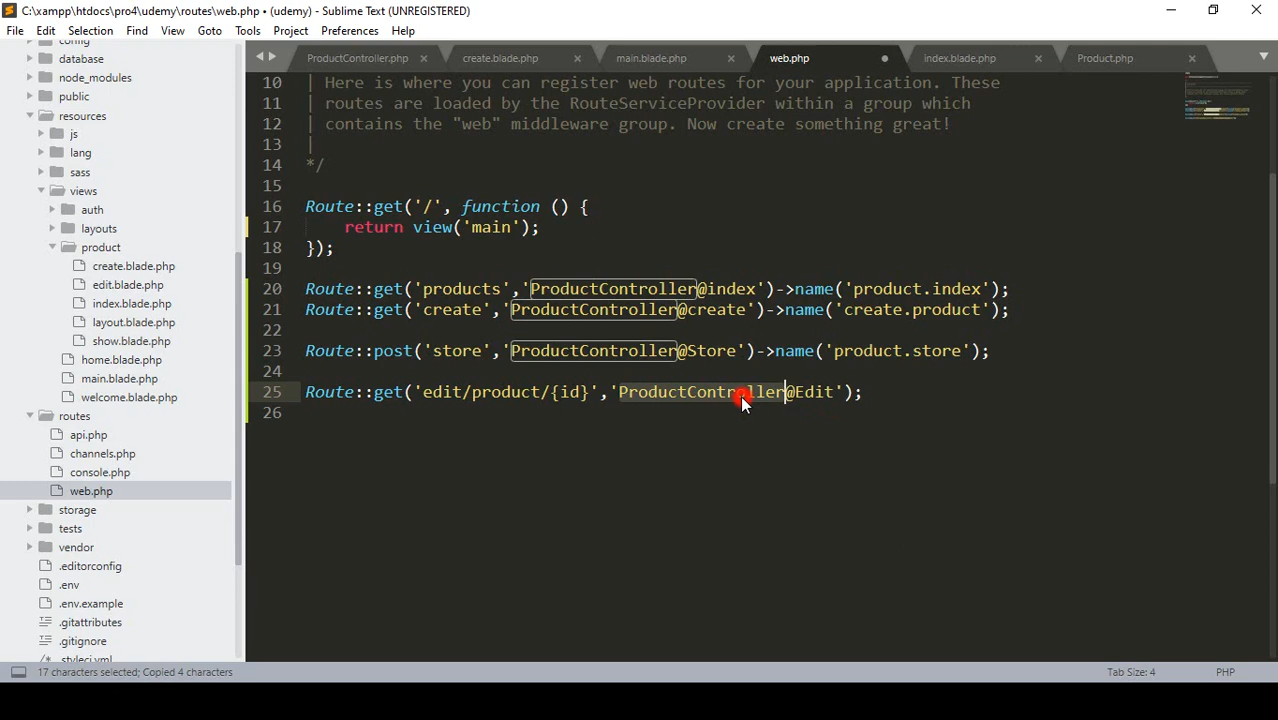 C:\xampp\htdocs\pro4\udemy\routes\web.php • (udemy) - Sublime Text (UNREGISTERED)
File Edit Selection Find View Goto Tools Project Preferences Help
ProductController.php create.blade.php main.blade.php web.php index.blade.php Product.php
config
database
node_modules
public
resources
js
lang
sass
views
auth
layouts
product
create.blade.php
edit.blade.php
index.blade.php
layout.blade.php
show.blade.php
home.blade.php
main.blade.php
welcome.blade.php
routes
api.php
channels.php
console.php
web.php
storage
tests
vendor
.editorconfig
.env
.env.example
.gitattributes
.gitignore
.styleci.yml
10 | Here is where you can register web routes for your application. These
11 | routes are loaded by the RouteServiceProvider within a group which
12 | contains the "web" middleware group. Now create something great!
13 |
14 */
15
16 Route::get('/', function () {
17     return view('main');
18 });
19
20 Route::get('products','ProductController@index')->name('product.index');
21 Route::get('create','ProductController@create')->name('create.product');
22
23 Route::post('store','ProductController@Store')->name('product.store');
24
25 Route::get('edit/product/{id}','ProductController@Edit');
26
17 characters selected; Copied 4 characters Tab Size: 4 PHP